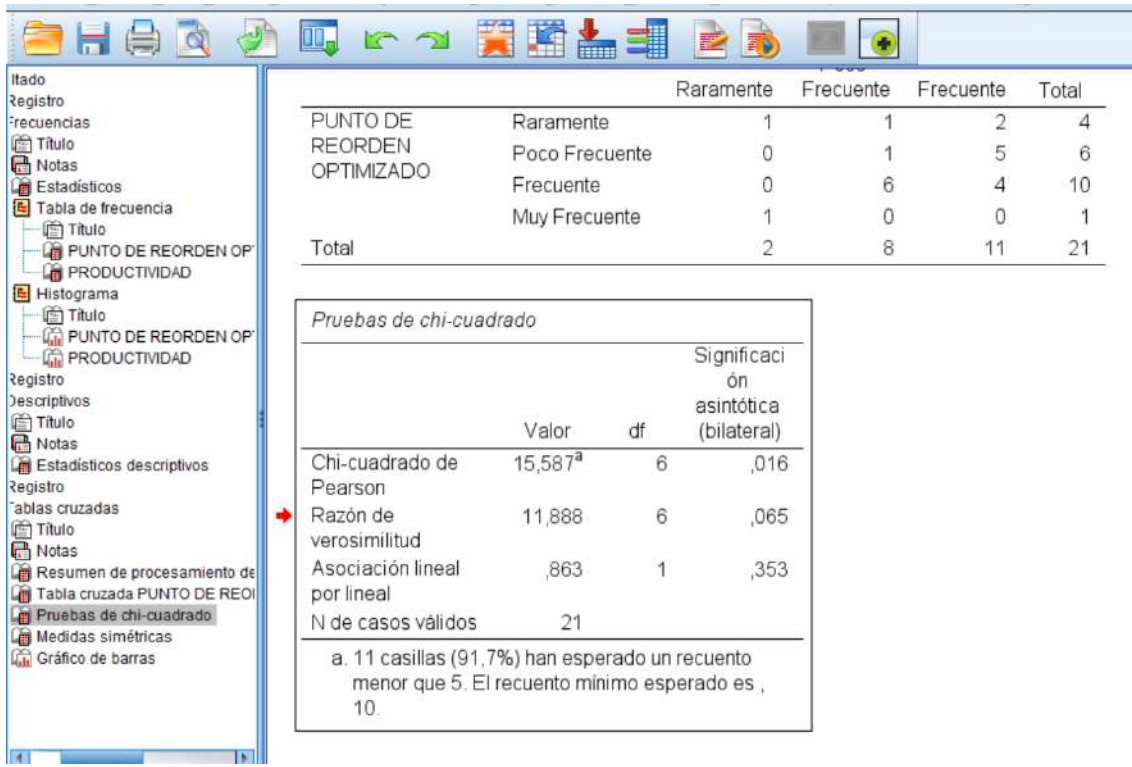 ltado
Registro
Frecuencias
Título
Notas
Estadísticos
Tabla de frecuencia
Título
PUNTO DE REORDEN OP
PRODUCTIVIDAD
Histograma
Título
PUNTO DE REORDEN OP
PRODUCTIVIDAD
Registro
Descriptivos
Título
Notas
Estadísticos descriptivos
Registro
Tablas cruzadas
Título
Notas
Resumen de procesamiento de
Tabla cruzada PUNTO DE REO
Pruebas de chi-cuadrado
Medidas simétricas
Gráfico de barras
Raramente Frecuente Frecuente Total
PUNTO DE REORDEN OPTIMIZADO Raramente 1 1 2 4
Poco Frecuente 0 1 5 6
Frecuente 0 6 4 10
Muy Frecuente 1 0 0 1
Total 2 8 11 21
Pruebas de chi-cuadrado
Valor df Significaci
ón
asintótica
(bilateral)
Chi-cuadrado de 15,587a 6 ,016
Pearson
Razón de 11,888 6 ,065
verosimilitud
Asociación lineal ,863 1 ,353
por lineal
N de casos válidos 21
a. 11 casillas (91,7%) han esperado un recuento
menor que 5. El recuento mínimo esperado es ,
10.